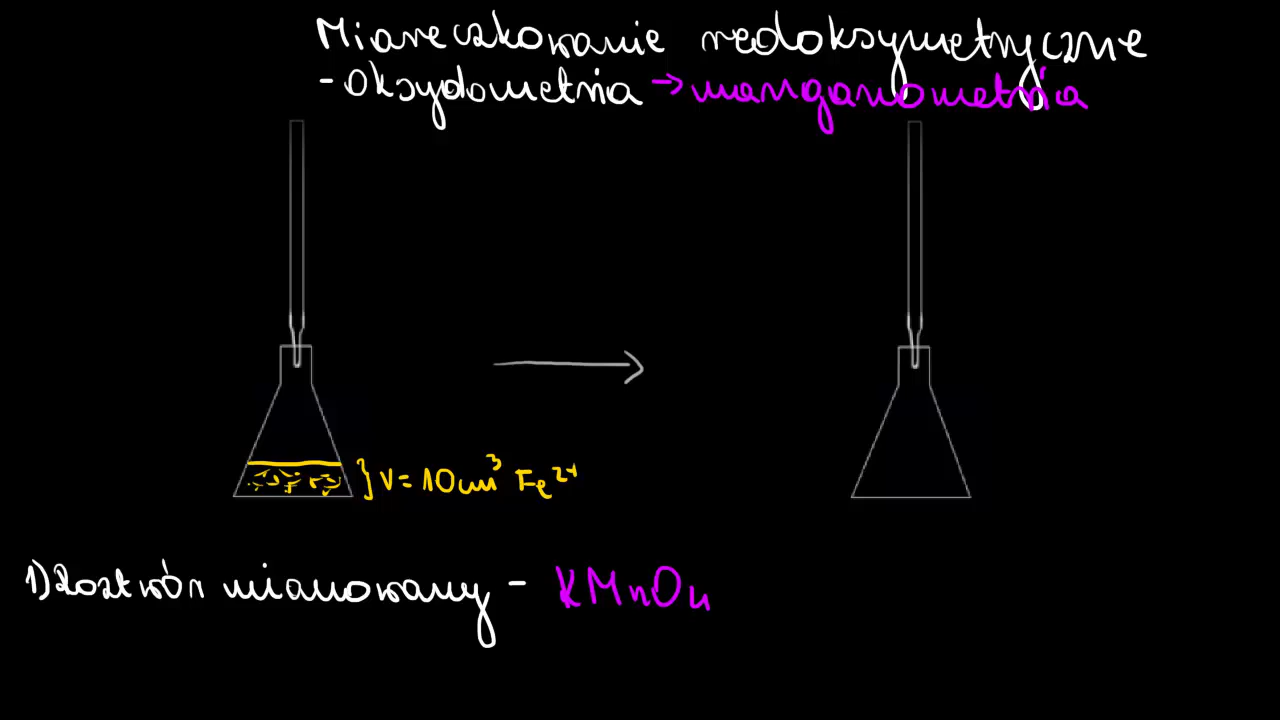 Miareczkowanie redoksymetryczne
- Oksydometria → manganometria
} V = 10 cm³ Fe²⁺
1) Roztwór mianowany - KMnO₄